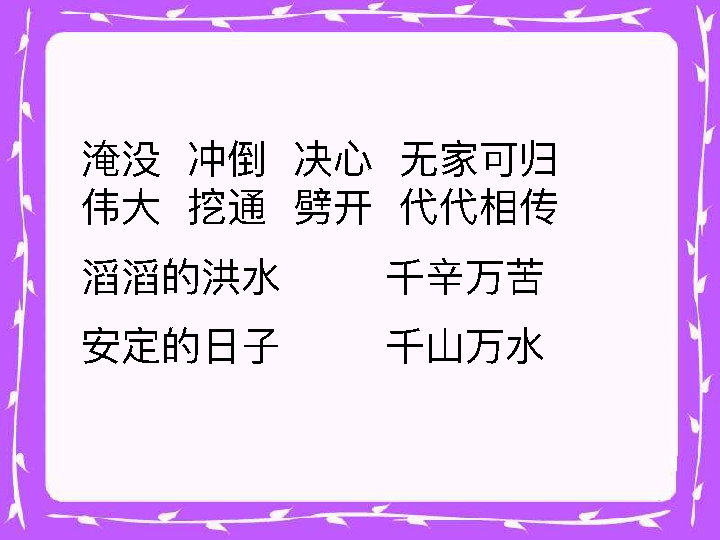 淹没 冲倒 决心 无家可归
伟大 挖通 劈开 代代相传
滔滔的洪水 千辛万苦
安定的日子 千山万水